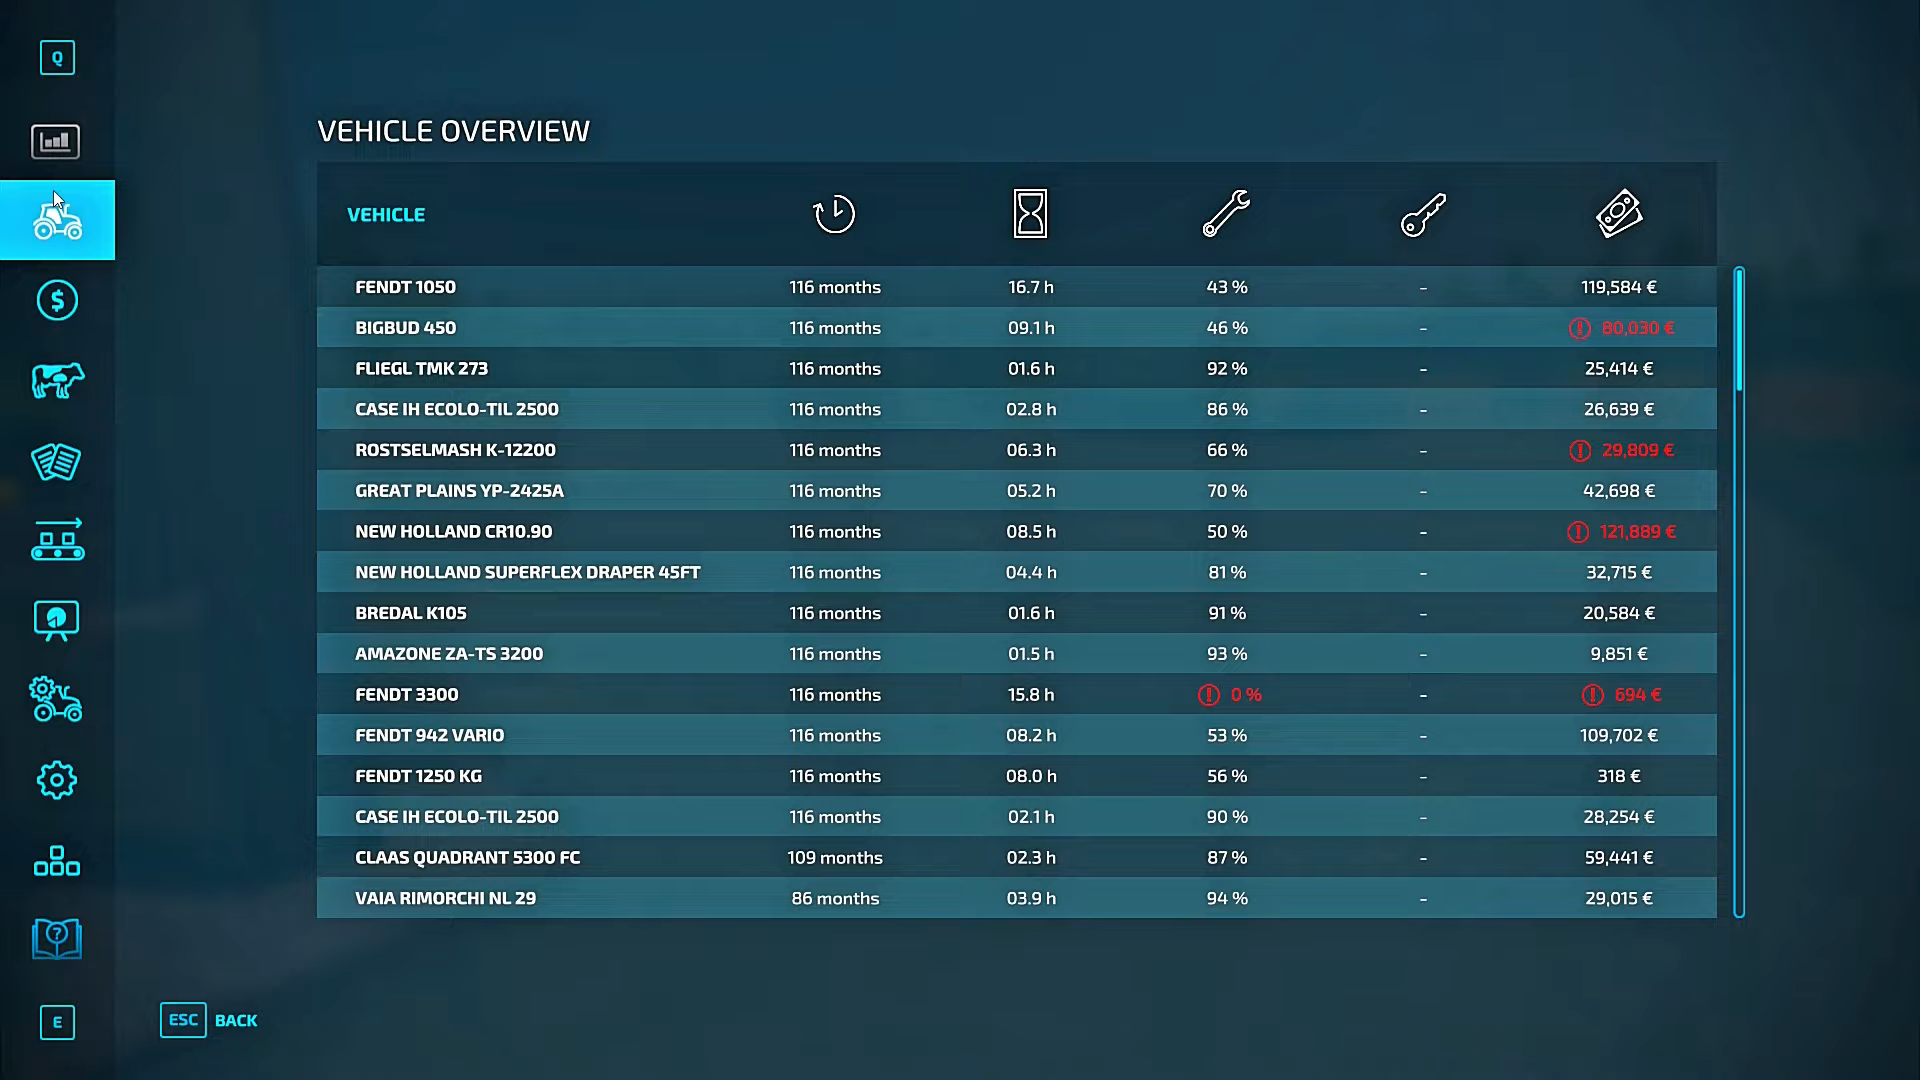 Q
VEHICLE OVERVIEW
VEHICLE
FENDT 1050 116 months 16.7 h 43 % - 119,584 €
BIGBUD 450 116 months 09.1 h 46 % - 80,030 €
FLIEGL TMK 273 116 months 01.6 h 92 % - 25,414 €
CASE IH ECOLO-TIL 2500 116 months 02.8 h 86 % - 26,639 €
ROSTSELMASH K-12200 116 months 06.3 h 66 % - 29,809 €
GREAT PLAINS YP-2425A 116 months 05.2 h 70 % - 42,698 €
NEW HOLLAND CR10.90 116 months 08.5 h 50 % - 121,889 €
NEW HOLLAND SUPERFLEX DRAPER 45FT 116 months 04.4 h 81 % - 32,715 €
BREDAL K105 116 months 01.6 h 91 % - 20,584 €
AMAZONE ZA-TS 3200 116 months 01.5 h 93 % - 9,851 €
FENDT 3300 116 months 15.8 h 0 % - 694 €
FENDT 942 VARIO 116 months 08.2 h 53 % - 109,702 €
FENDT 1250 KG 116 months 08.0 h 56 % - 318 €
CASE IH ECOLO-TIL 2500 116 months 02.1 h 90 % - 28,254 €
CLAAS QUADRANT 5300 FC 109 months 02.3 h 87 % - 59,441 €
VAIA RIMORCHI NL 29 86 months 03.9 h 94 % - 29,015 €
E
ESC BACK